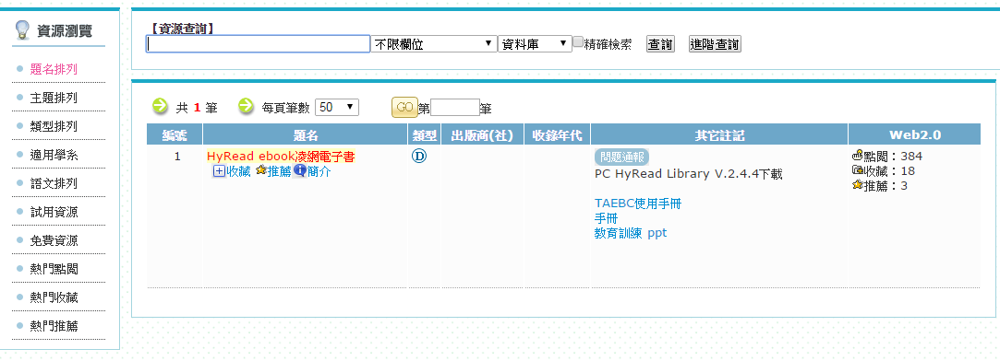 資源瀏覽
題名排列
主題排列
類型排列
適用學系
語文排列
試用資源
免費資源
熱門點閱
熱門收藏
熱門推薦
【資源查詢】
不限欄位 資料庫 精確檢索 查詢 進階查詢
共 1 筆 每頁筆數 50 GO 第 筆
編號 題名 類型 出版商(社) 收錄年代 其它註記 Web2.0
1 HyRead ebook凌網電子書 D 問題通報 點閱：384
收藏 推薦 簡介 PC HyRead Library V.2.4.4下載 收藏：18
推薦：3
TAEBC使用手冊
手冊
教育訓練 ppt